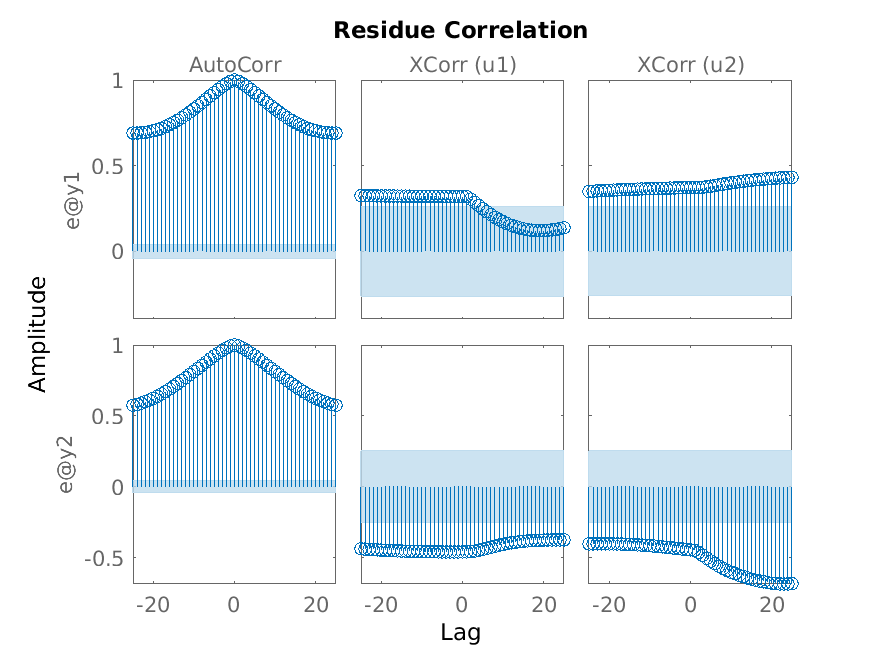 Residue Correlation
AutoCorr
XCorr (u1)
XCorr (u2)
e@y1
1
0.5
0
Amplitude
e@y2
1
0.5
0
-0.5
-20 0 20
-20 0 20
-20 0 20
Lag